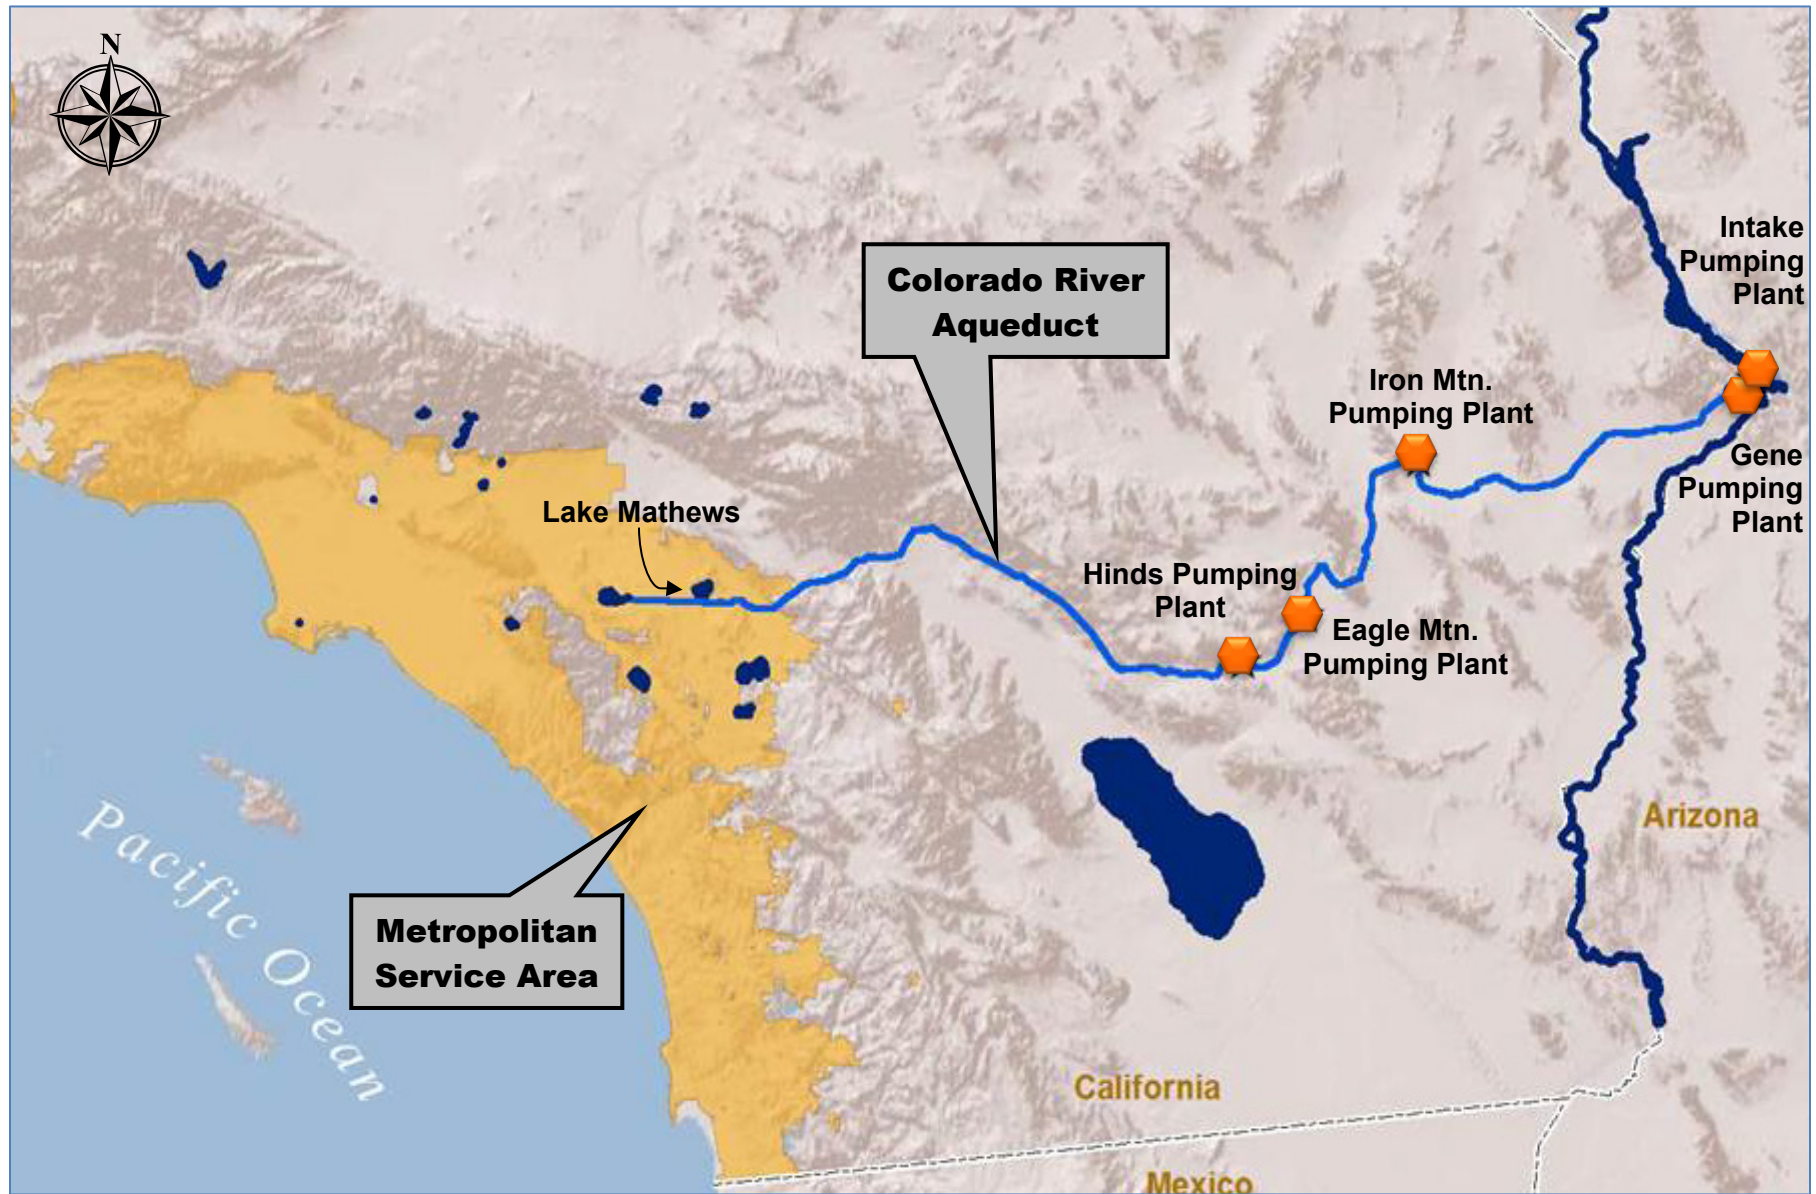 N
Intake
Pumping
Plant
Colorado River
Aqueduct
Iron Mtn.
Pumping Plant
Gene
Pumping
Plant
Lake Mathews
Hinds Pumping
Plant
Eagle Mtn.
Pumping Plant
Arizona
Pacific Ocean
Metropolitan
Service Area
California
Mexico